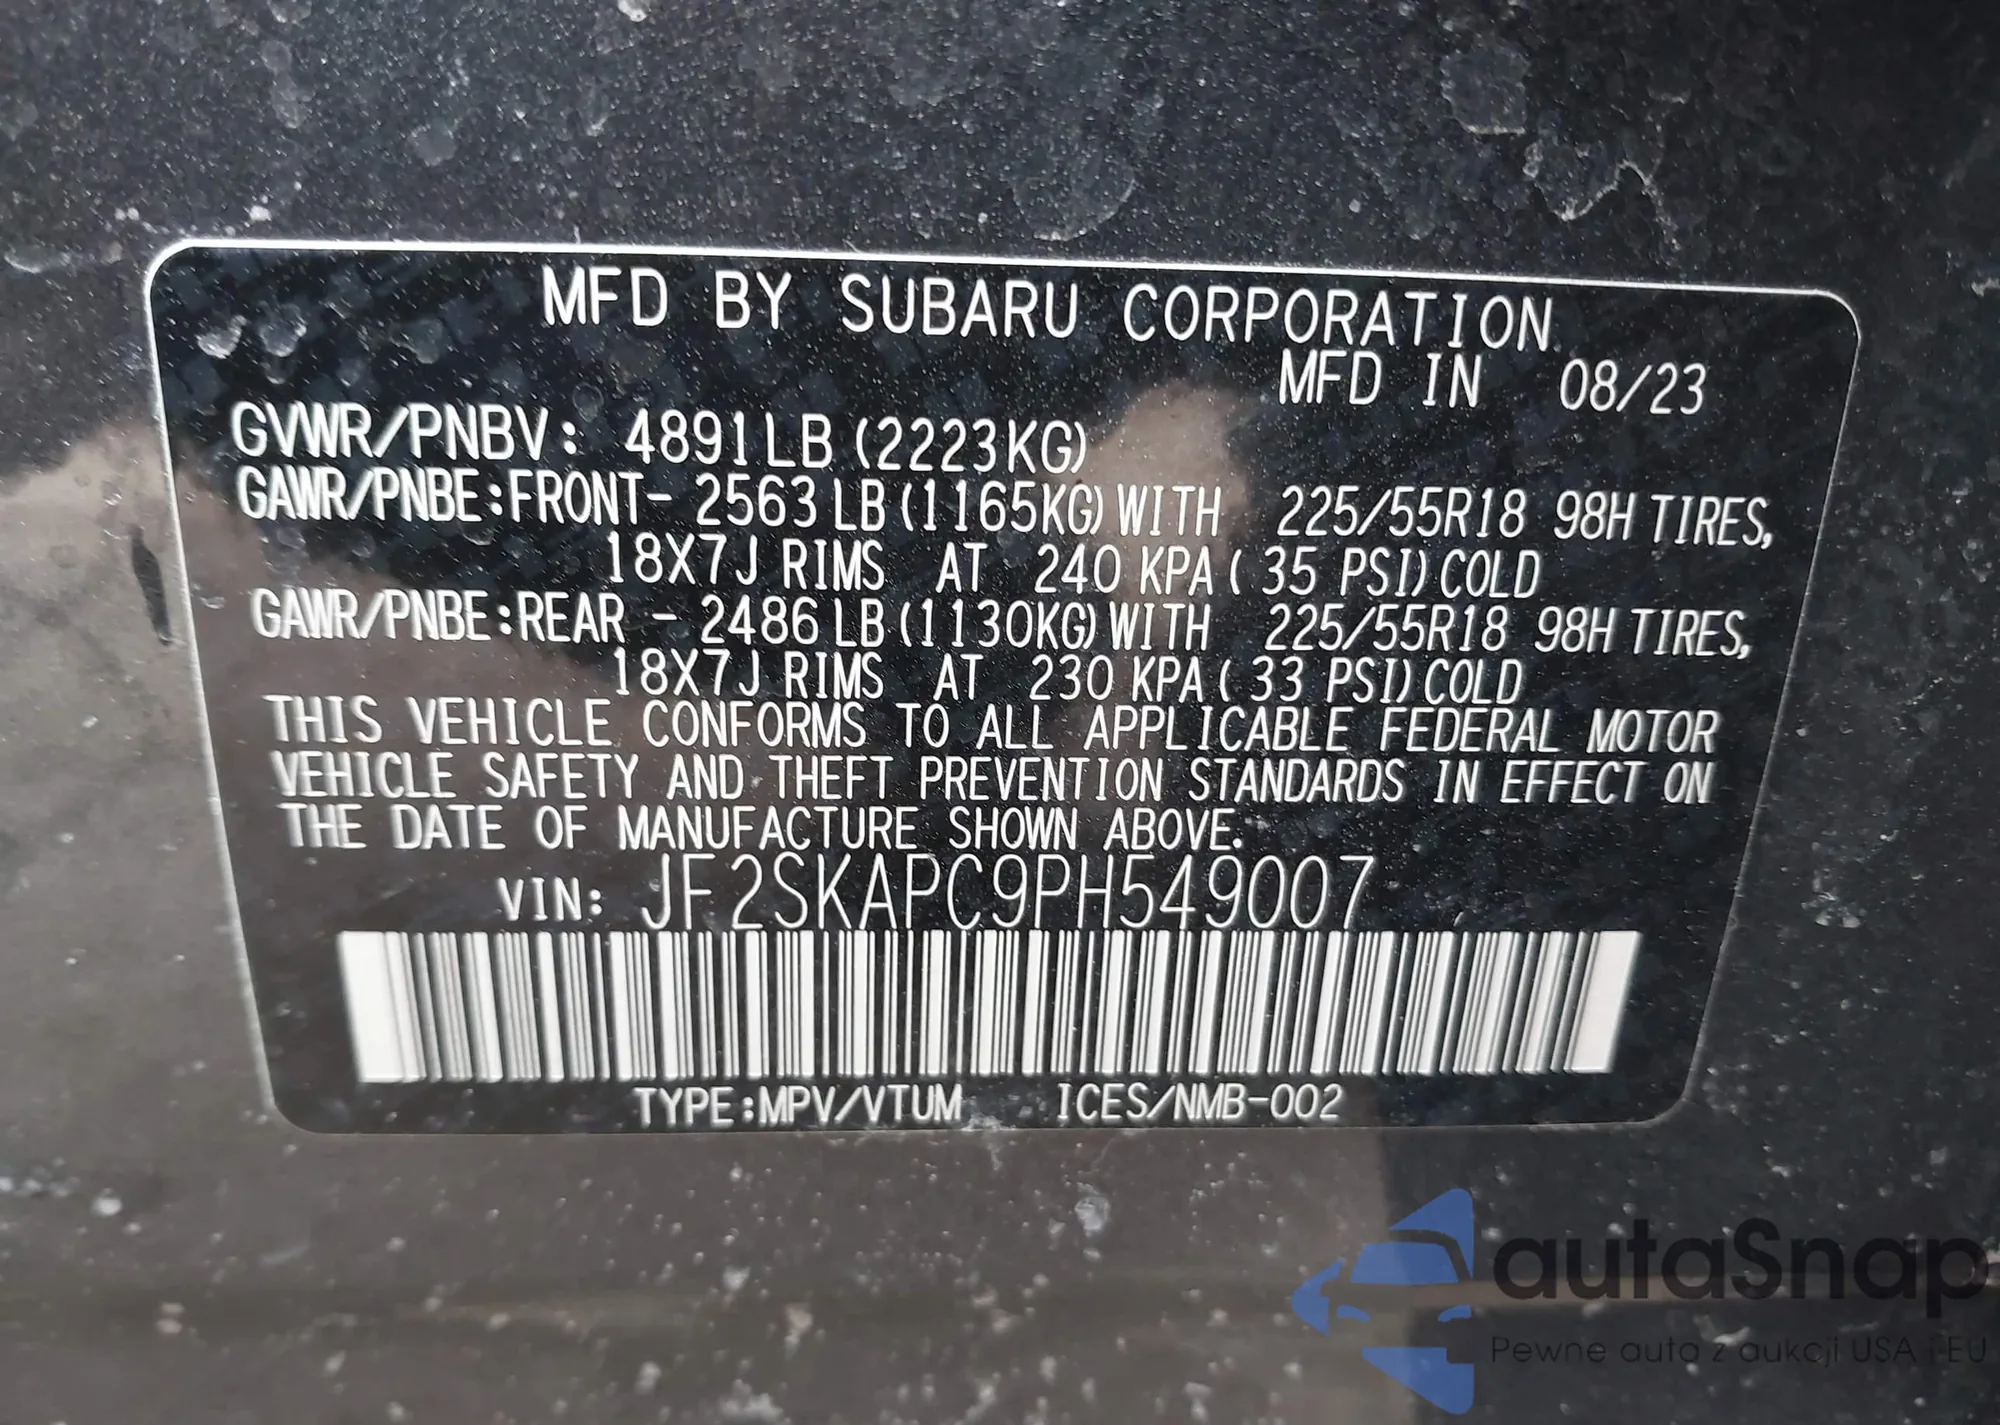 MFD BY SUBARU CORPORATION
MFD IN 08/23
GVWR/PNBV: 4891LB (2223KG)
GAWR/PNBE:FRONT- 2563LB(1165KG)WITH 225/55R18 98H TIRES,
18X7J RIMS AT 240 KPA( 35 PSI)COLD
GAWR/PNBE:REAR - 2486LB(1130KG)WITH 225/55R18 98H TIRES,
18X7J RIMS AT 230 KPA( 33 PSI)COLD
THIS VEHICLE CONFORMS TO ALL APPLICABLE FEDERAL MOTOR
VEHICLE SAFETY AND THEFT PREVENTION STANDARDS IN EFFECT ON
THE DATE OF MANUFACTURE SHOWN ABOVE.
VIN: JF2SKAPC9PH549007
TYPE:MPV/VTUM ICES/NMB-002
autaSnap
Pewne auta z aukcji USA i EU